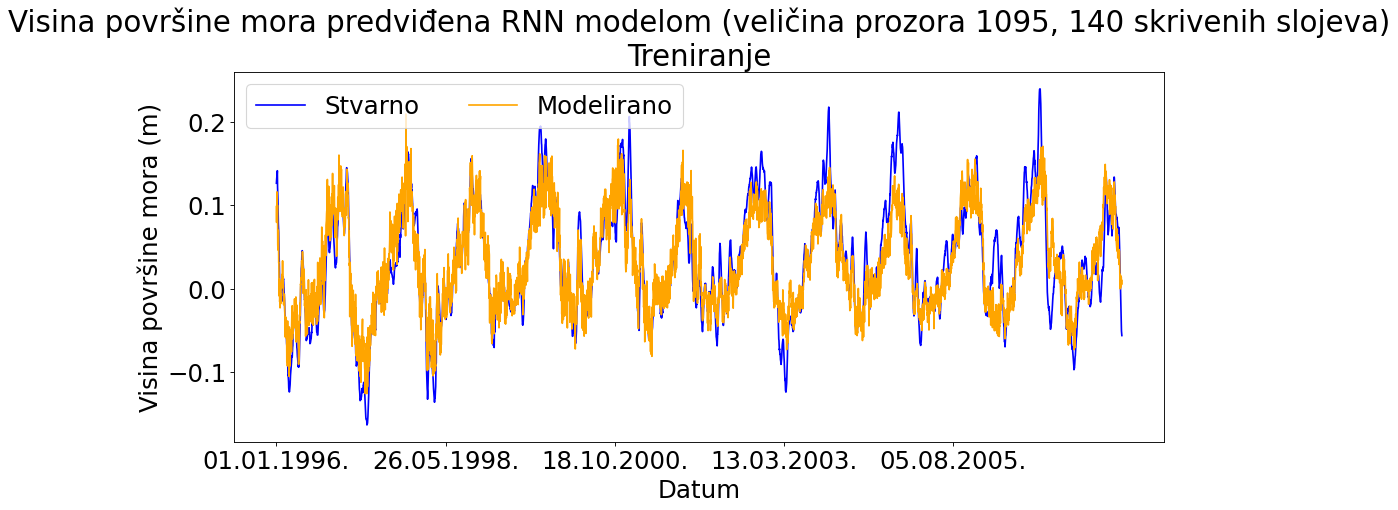 Visina površine mora predviđena RNN modelom (veličina prozora 1095, 140 skrivenih slojeva)
Treniranje
Stvarno Modelirano
Visina površine mora (m)
0.2
0.1
0.0
−0.1
01.01.1996. 26.05.1998. 18.10.2000. 13.03.2003. 05.08.2005.
Datum